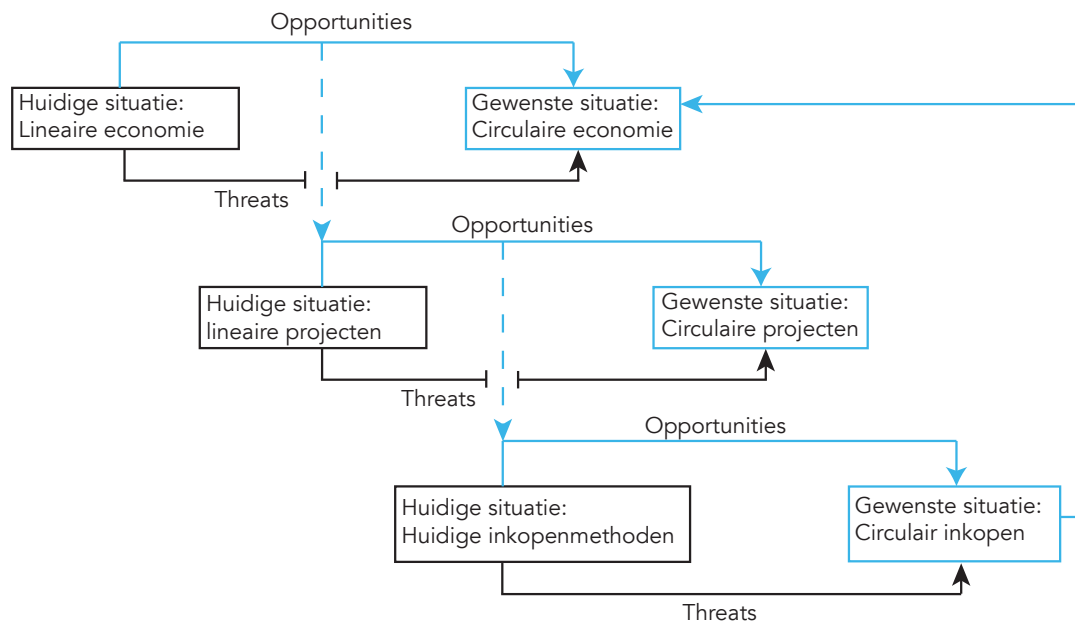 Opportunities
Huidige situatie:
Lineaire economie
Gewenste situatie:
Circulaire economie
Threats
Opportunities
Huidige situatie:
lineaire projecten
Gewenste situatie:
Circulaire projecten
Threats
Opportunities
Huidige situatie:
Huidige inkopenmethoden
Gewenste situatie:
Circulair inkopen
Threats